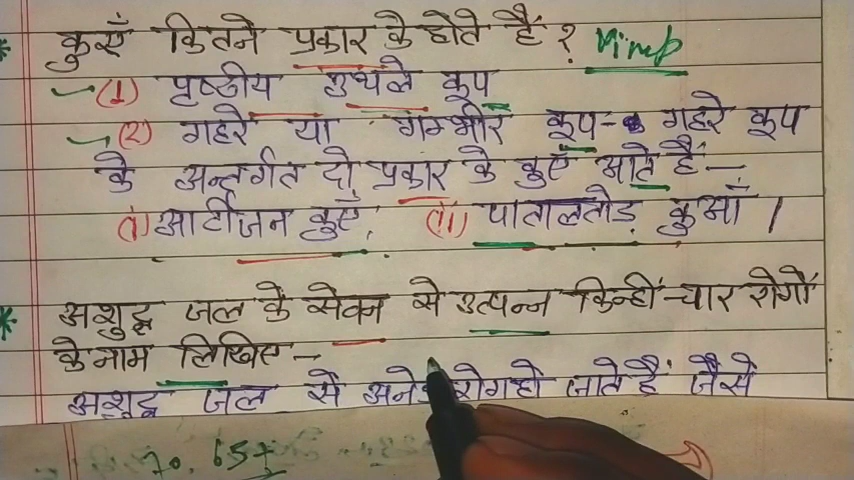 * कुएँ कितने प्रकार के होते हैं ? V.imp
→(1) पृष्ठीय उथले कूप
→(2) गहरे या गम्भीर कूप- गहरे कूप
के अन्तर्गत दो प्रकार के कुएँ आते हैं—
(i) आर्टीजन कुएँ, (ii) पातालतोड़ कुआँ ।
* अशुद्ध जल के सेवन से उत्पन्न किन्हीं चार रोगों
के नाम लिखिए –
अशुद्ध जल से अनेक रोग हो जाते हैं जैसे